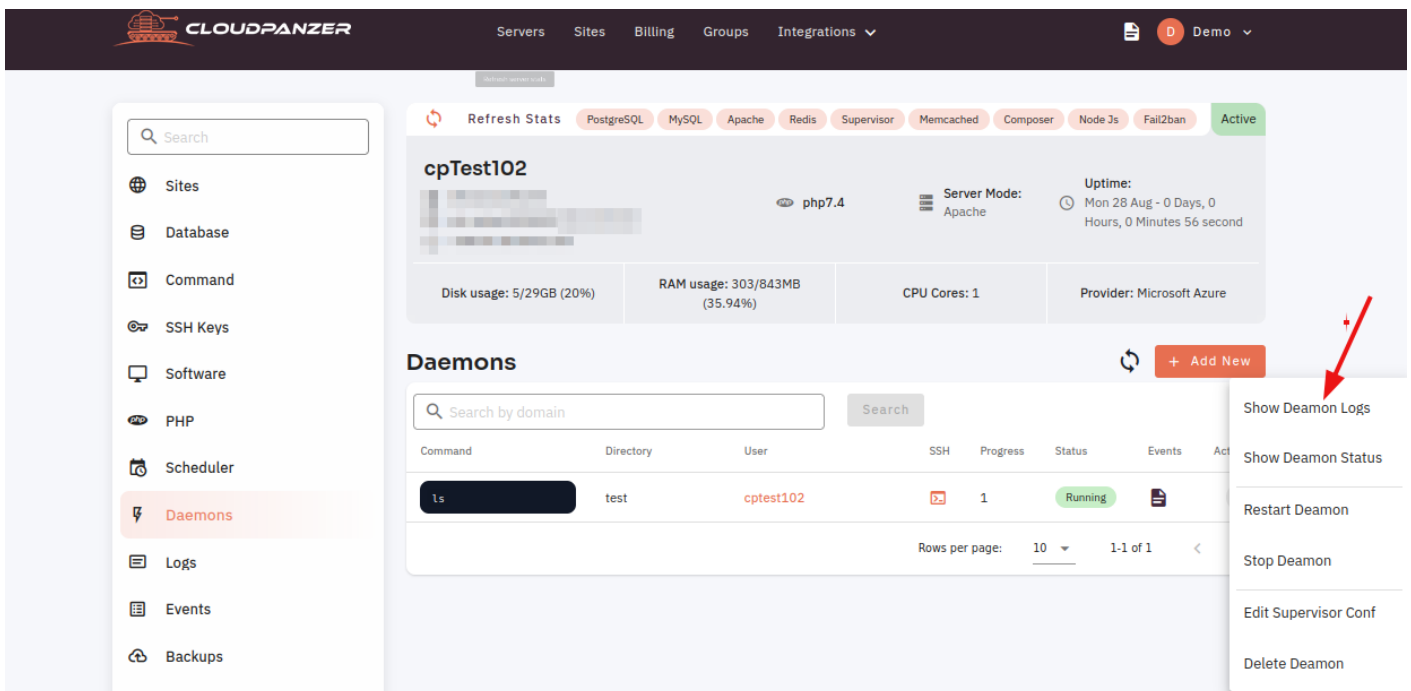 CLOUDPANZER
Servers Sites Billing Groups Integrations
D Demo
Refresh server stats
Search
Sites
Database
Command
SSH Keys
Software
php PHP
Scheduler
Daemons
Logs
Events
Backups
Refresh Stats PostgreSQL MySQL Apache Redis Supervisor Memcached Composer Node Js Fail2ban Active
cpTest102
php php7.4
Server Mode:
Apache
Uptime:
Mon 28 Aug - 0 Days, 0
Hours, 0 Minutes 56 second
Disk usage: 5/29GB (20%)
RAM usage: 303/843MB
(35.94%)
CPU Cores: 1
Provider: Microsoft Azure
Daemons
+ Add New
Search by domain Search
Command Directory User SSH Progress Status Events Act
ls test cptest102 1 Running
Rows per page: 10 1-1 of 1
Show Deamon Logs
Show Deamon Status
Restart Deamon
Stop Deamon
Edit Supervisor Conf
Delete Deamon